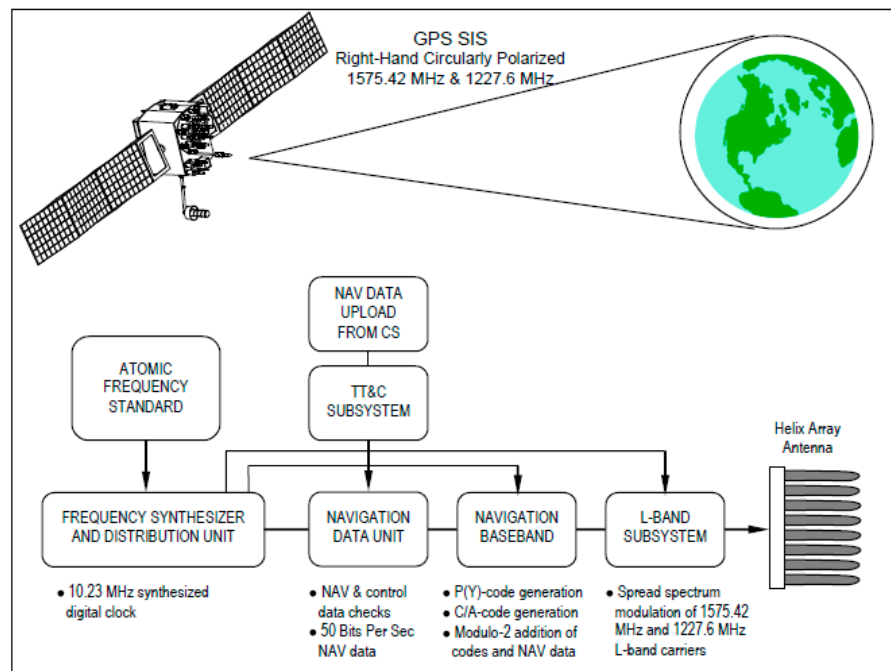 GPS SIS
Right-Hand Circularly Polarized
1575.42 MHz & 1227.6 MHz
NAV DATA
UPLOAD
FROM CS
ATOMIC
FREQUENCY
STANDARD
TT&C
SUBSYSTEM
Helix Array
Antenna
FREQUENCY SYNTHESIZER
AND DISTRIBUTION UNIT
NAVIGATION
DATA UNIT
NAVIGATION
BASEBAND
L-BAND
SUBSYSTEM
● 10.23 MHz synthesized
digital clock
● NAV & control
data checks
● 50 Bits Per Sec
NAV data
● P(Y)-code generation
● C/A-code generation
● Modulo-2 addition of
codes and NAV data
● Spread spectrum
modulation of 1575.42
MHz and 1227.6 MHz
L-band carriers